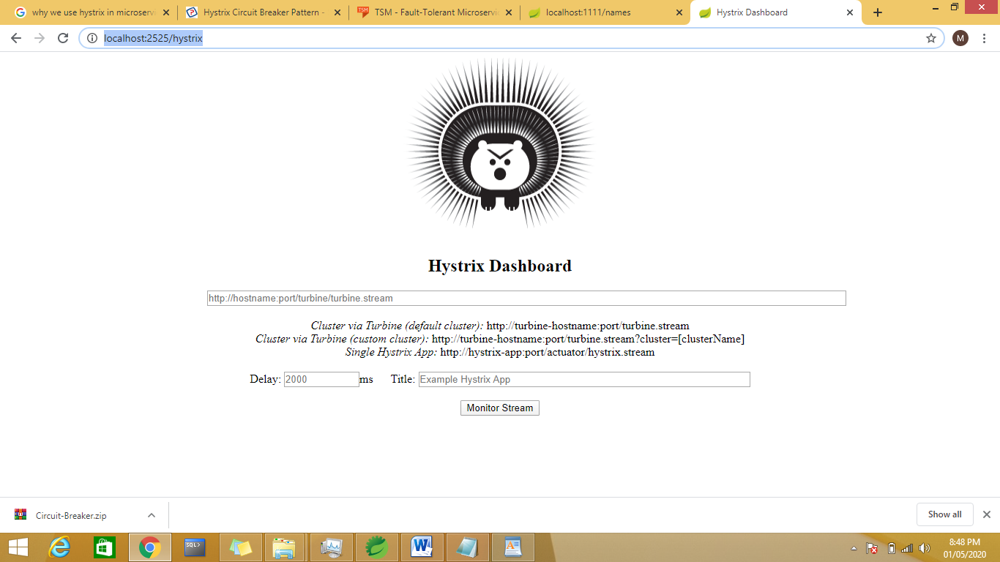 why we use hystrix in microservi
Hystrix Circuit Breaker Pattern -
TSM - Fault-Tolerant Microservic
localhost:1111/names
Hystrix Dashboard
localhost:2525/hystrix
M
Hystrix Dashboard
http://hostname:port/turbine/turbine.stream
Cluster via Turbine (default cluster): http://turbine-hostname:port/turbine.stream
Cluster via Turbine (custom cluster): http://turbine-hostname:port/turbine.stream?cluster=[clusterName]
Single Hystrix App: http://hystrix-app:port/actuator/hystrix.stream
Delay: 2000 ms Title: Example Hystrix App
Monitor Stream
Circuit-Breaker.zip
Show all
SQL>
8:48 PM
01/05/2020